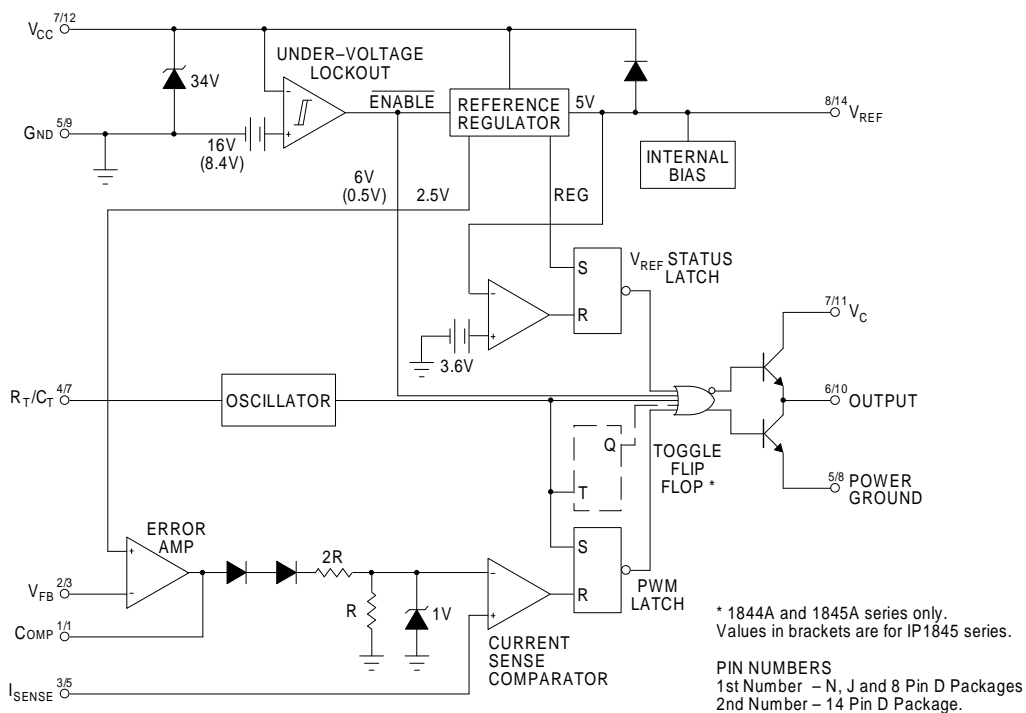 7/12
VCC
UNDER–VOLTAGE
LOCKOUT
34V
ENABLE
REFERENCE
REGULATOR
5V
8/14
VREF
5/9
GND
16V
(8.4V)
INTERNAL
BIAS
6V
(0.5V)
2.5V
REG
S
R
VREF STATUS
LATCH
-
+
3.6V
7/11
VC
4/7
RT/CT
OSCILLATOR
6/10
OUTPUT
Q
T
TOGGLE
FLIP
FLOP *
5/8
POWER
GROUND
ERROR
AMP
2R
S
R
PWM
LATCH
2/3
VFB
R
1V
1/1
COMP
CURRENT
SENSE
COMPARATOR
3/5
ISENSE
* 1844A and 1845A series only.
Values in brackets are for IP1845 series.
PIN NUMBERS
1st Number – N, J and 8 Pin D Packages
2nd Number – 14 Pin D Package.